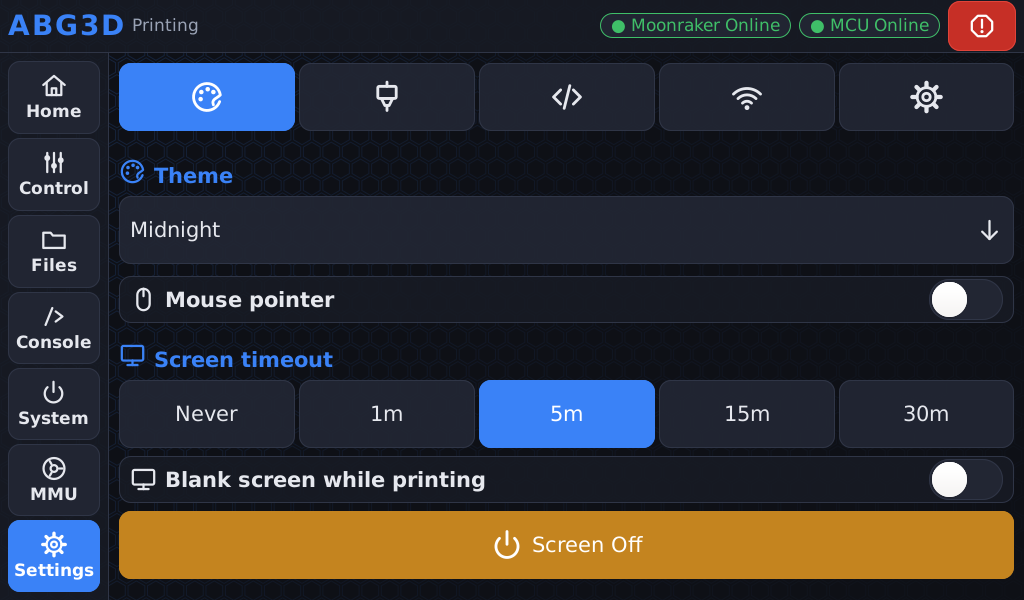 ABG3D Printing
Moonraker Online
MCU Online
Home
Control
Files
Console
System
MMU
Settings
Theme
Midnight
Mouse pointer
Screen timeout
Never
1m
5m
15m
30m
Blank screen while printing
Screen Off